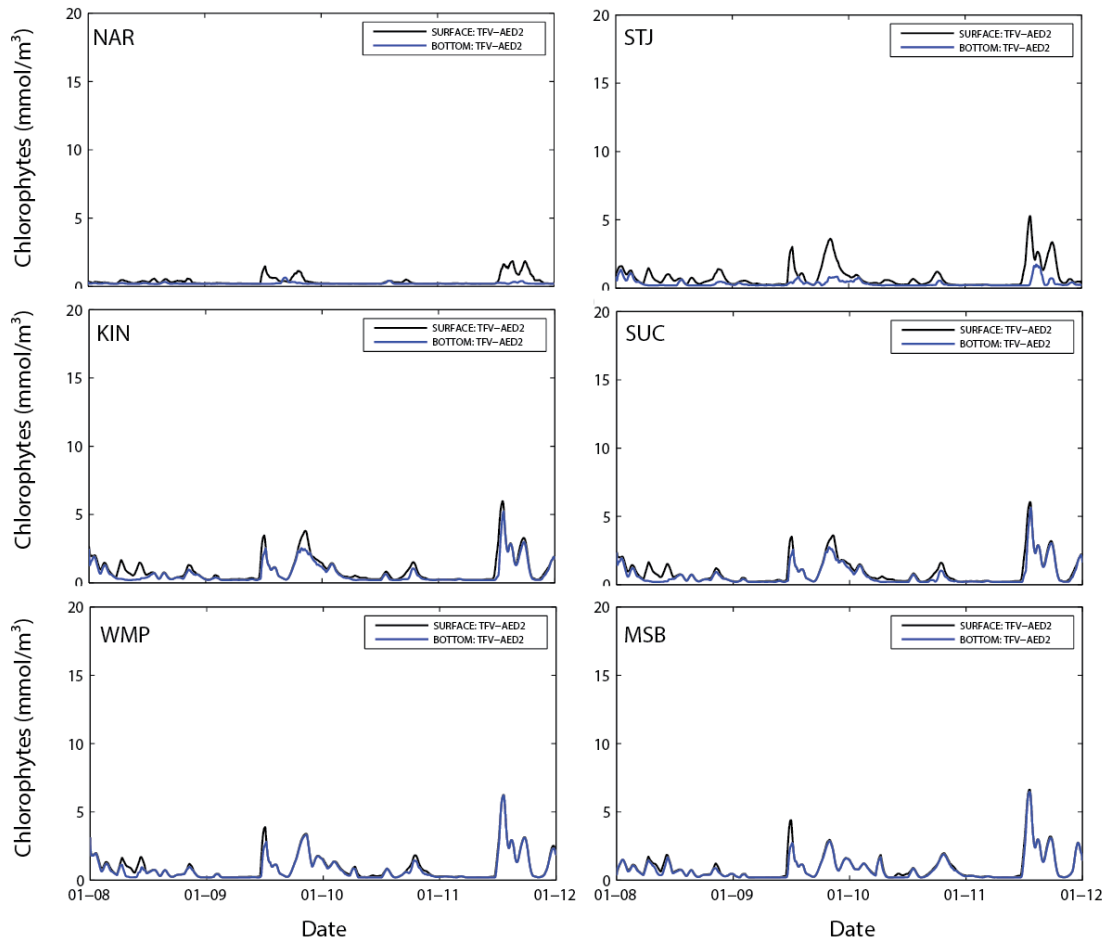 NAR
SURFACE: TFV–AED2
BOTTOM: TFV–AED2
Chlorophytes (mmol/m³)
20
15
10
5
0
STJ
SURFACE: TFV–AED2
BOTTOM: TFV–AED2
20
15
10
5
0
KIN
SURFACE: TFV–AED2
BOTTOM: TFV–AED2
Chlorophytes (mmol/m³)
20
15
10
5
0
SUC
SURFACE: TFV–AED2
BOTTOM: TFV–AED2
20
15
10
5
0
WMP
SURFACE: TFV–AED2
BOTTOM: TFV–AED2
Chlorophytes (mmol/m³)
20
15
10
5
0
01–08 01–09 01–10 01–11 01–12
Date
MSB
SURFACE: TFV–AED2
BOTTOM: TFV–AED2
20
15
10
5
0
01–08 01–09 01–10 01–11 01–12
Date